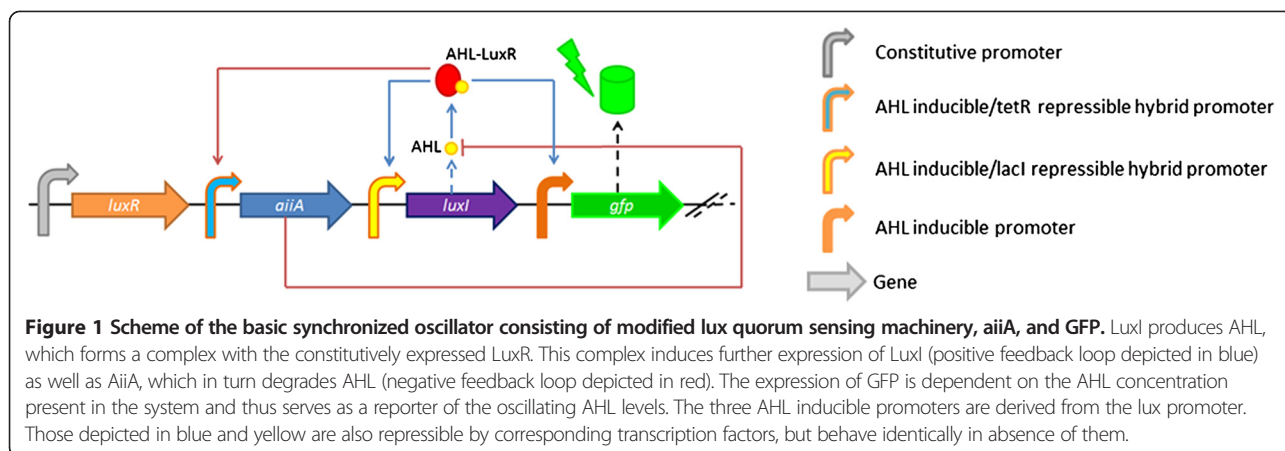 AHL-LuxR
AHL
luxR
aiiA
luxI
gfp
Constitutive promoter
AHL inducible/tetR repressible hybrid promoter
AHL inducible/lacI repressible hybrid promoter
AHL inducible promoter
Gene
Figure 1 Scheme of the basic synchronized oscillator consisting of modified lux quorum sensing machinery, aiiA, and GFP. LuxI produces AHL,
which forms a complex with the constitutively expressed LuxR. This complex induces further expression of LuxI (positive feedback loop depicted in blue)
as well as AiiA, which in turn degrades AHL (negative feedback loop depicted in red). The expression of GFP is dependent on the AHL concentration
present in the system and thus serves as a reporter of the oscillating AHL levels. The three AHL inducible promoters are derived from the lux promoter.
Those depicted in blue and yellow are also repressible by corresponding transcription factors, but behave identically in absence of them.